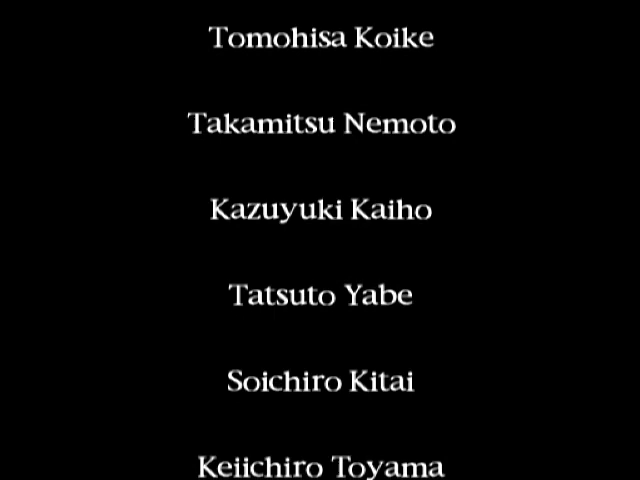 Tomohisa Koike
Takamitsu Nemoto
Kazuyuki Kaiho
Tatsuto Yabe
Soichiro Kitai
Keiichiro Toyama